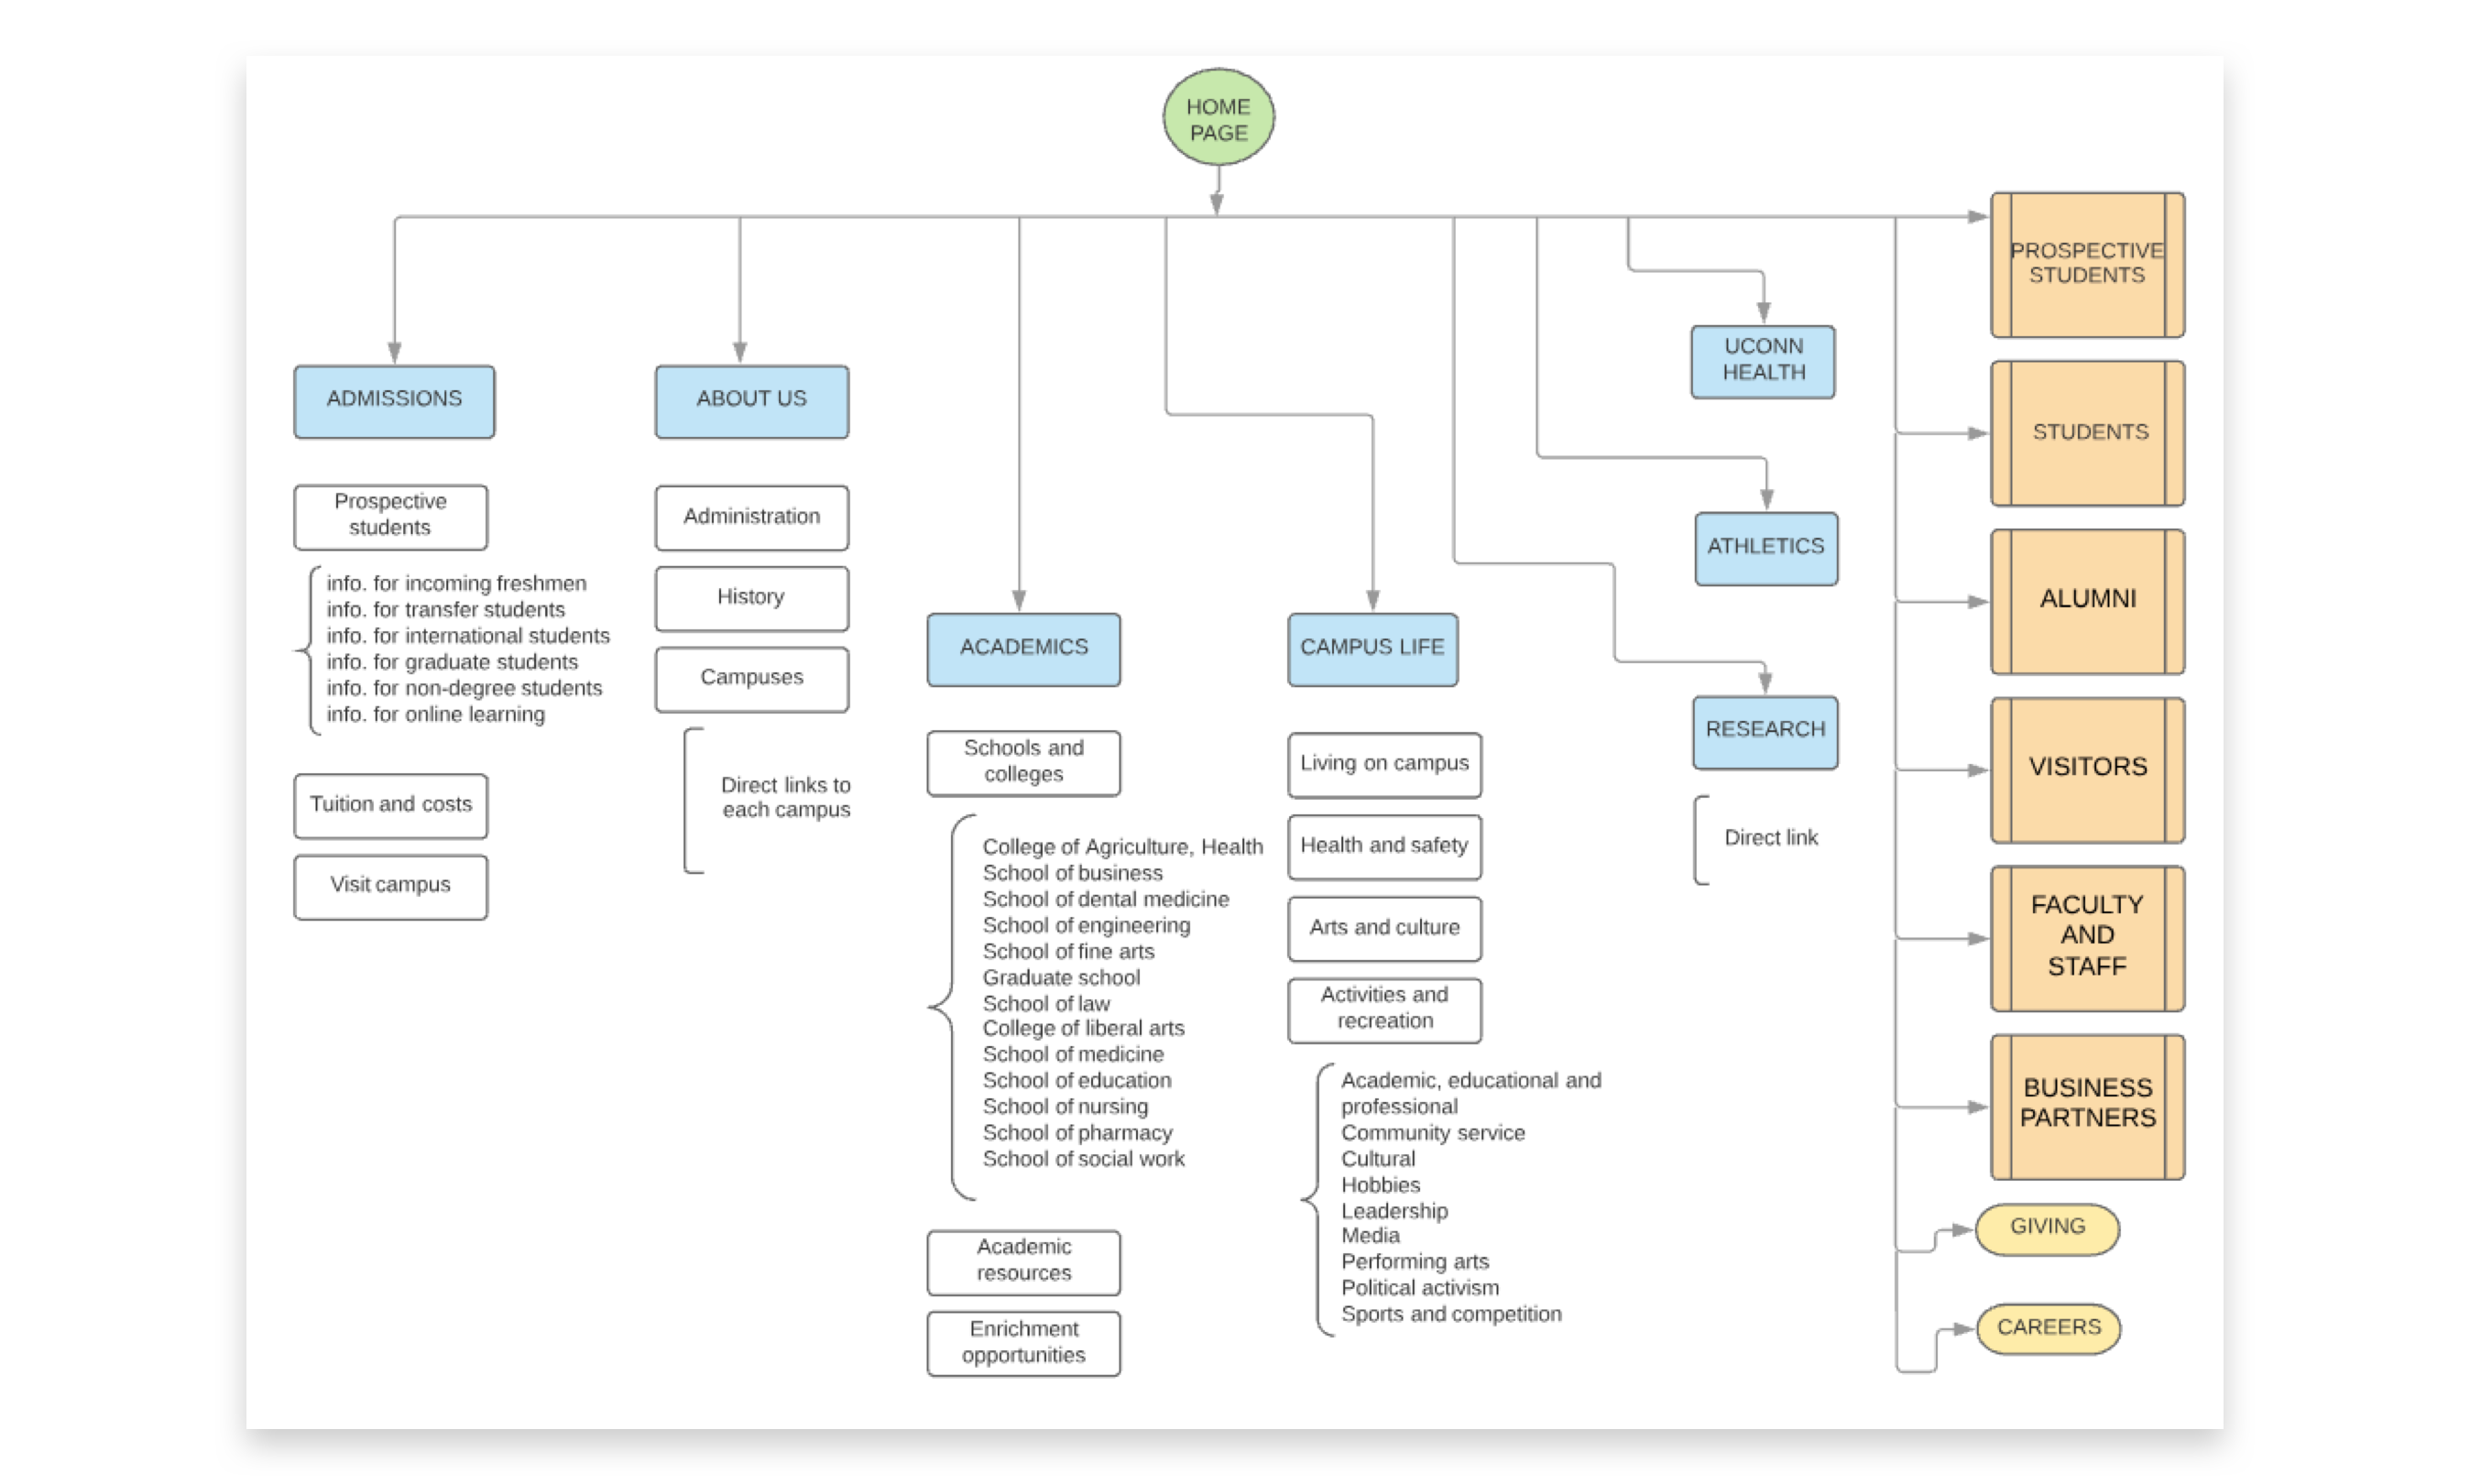 HOME
PAGE
PROSPECTIVE
STUDENTS
STUDENTS
ALUMNI
VISITORS
FACULTY
AND
STAFF
BUSINESS
PARTNERS
GIVING
CAREERS
ADMISSIONS
Prospective
students
info. for incoming freshmen
info. for transfer students
info. for international students
info. for graduate students
info. for non-degree students
info. for online learning
Tuition and costs
Visit campus
ABOUT US
Administration
History
Campuses
Direct links to
each campus
ACADEMICS
Schools and
colleges
College of Agriculture, Health
School of business
School of dental medicine
School of engineering
School of fine arts
Graduate school
School of law
College of liberal arts
School of medicine
School of education
School of nursing
School of pharmacy
School of social work
Academic
resources
Enrichment
opportunities
CAMPUS LIFE
Living on campus
Health and safety
Arts and culture
Activities and
recreation
Academic, educational and
professional
Community service
Cultural
Hobbies
Leadership
Media
Performing arts
Political activism
Sports and competition
UCONN
HEALTH
ATHLETICS
RESEARCH
Direct link